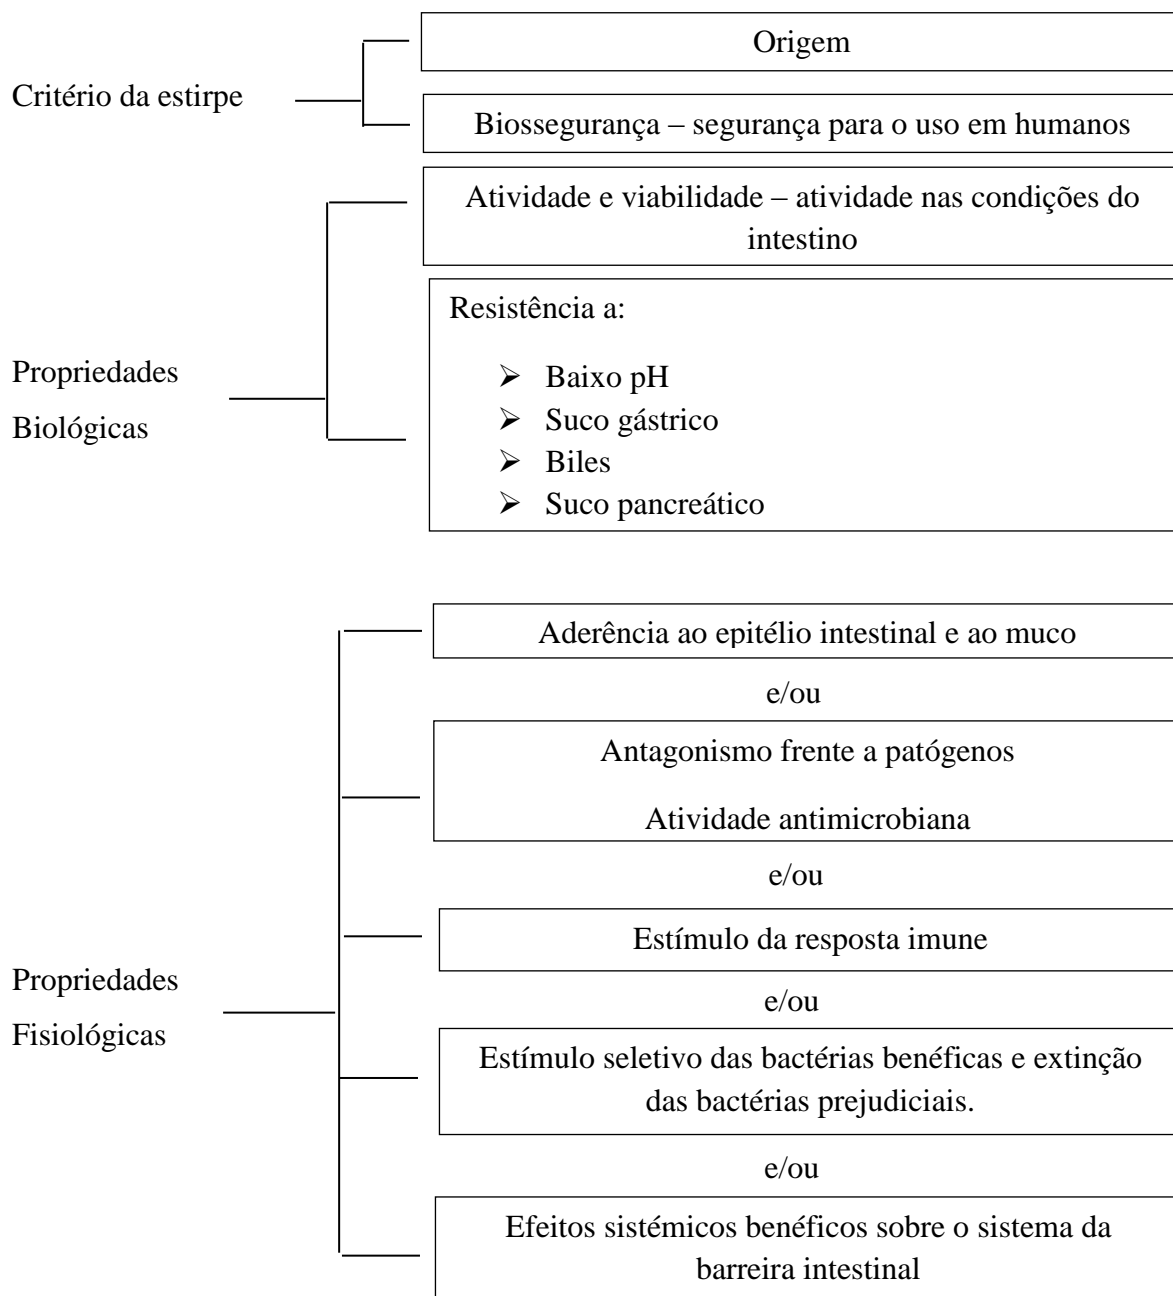 Critério da estirpe
Origem
Biossegurança – segurança para o uso em humanos
Propriedades
Biológicas
Atividade e viabilidade – atividade nas condições do
intestino
Resistência a:
➢ Baixo pH
➢ Suco gástrico
➢ Biles
➢ Suco pancreático
Propriedades
Fisiológicas
Aderência ao epitélio intestinal e ao muco
e/ou
Antagonismo frente a patógenos
Atividade antimicrobiana
e/ou
Estímulo da resposta imune
e/ou
Estímulo seletivo das bactérias benéficas e extinção
das bactérias prejudiciais.
e/ou
Efeitos sistémicos benéficos sobre o sistema da
barreira intestinal